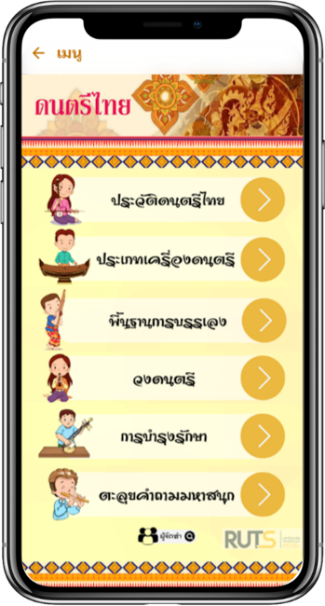 เมนู
ดนตรีไทย
ประวัติดนตรีไทย
ประเภทเครื่องดนตรี
พื้นฐานการบรรเลง
วงดนตรี
การบำรุงรักษา
ตะลุยคำถามมหาสนุก
ผู้จัดทำ
RUTS